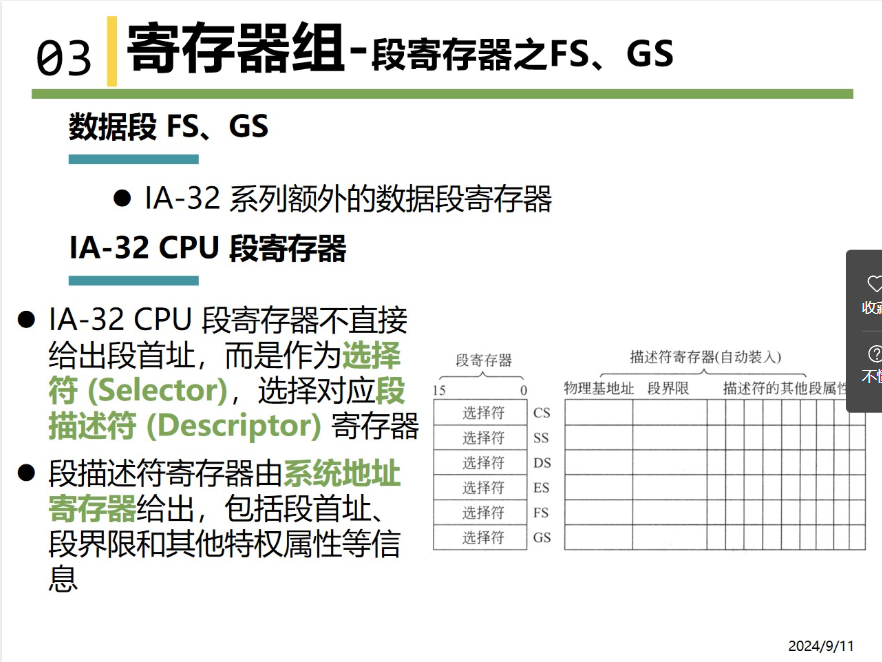 03 寄存器组-段寄存器之FS、GS
数据段 FS、GS
● IA-32 系列额外的数据段寄存器
IA-32 CPU 段寄存器
● IA-32 CPU 段寄存器不直接
给出段首址，而是作为选择
符 (Selector)，选择对应段
描述符 (Descriptor) 寄存器
● 段描述符寄存器由系统地址
寄存器给出，包括段首址、
段界限和其他特权属性等信
息
段寄存器
描述符寄存器(自动装入)
15 0
物理基地址 段界限 描述符的其他段属性
选择符 CS
选择符 SS
选择符 DS
选择符 ES
选择符 FS
选择符 GS
收藏
不懂
2024/9/11